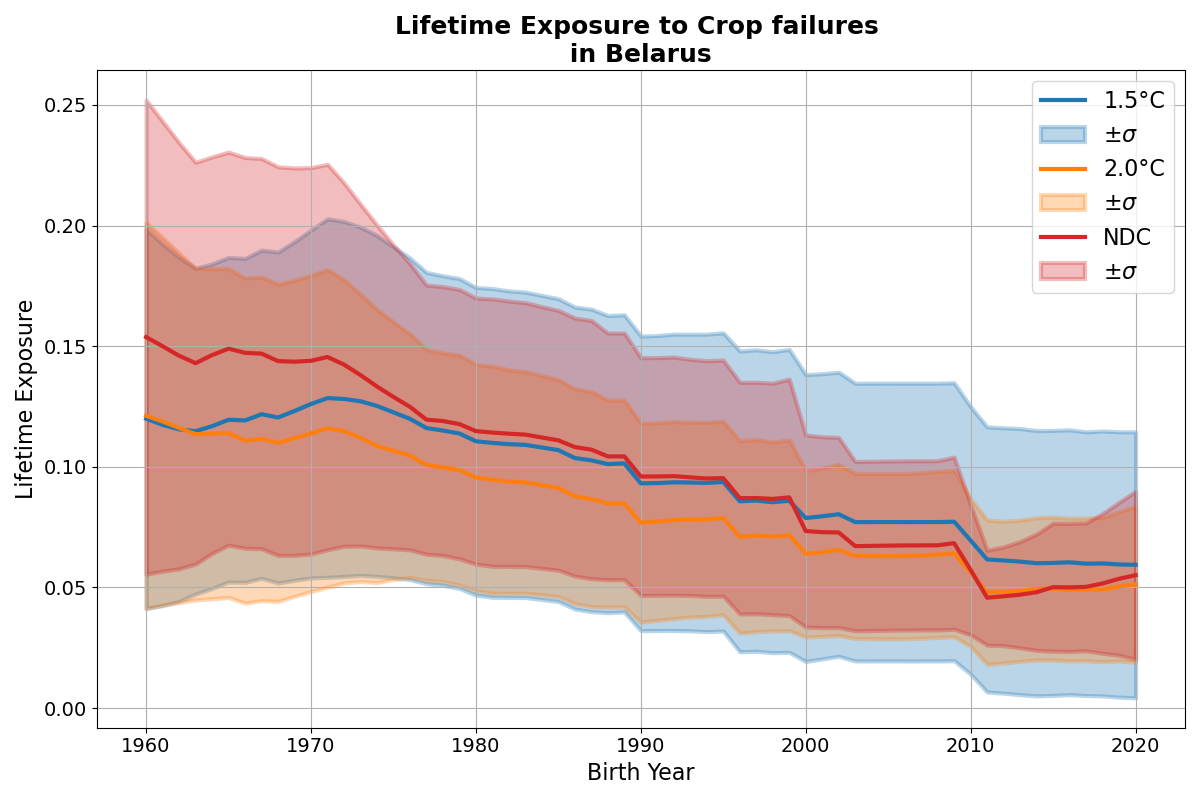 Lifetime Exposure to Crop failures
in Belarus
Lifetime Exposure
0.25
0.20
0.15
0.10
0.05
0.00
1960
1970
1980
1990
2000
2010
2020
Birth Year
1.5°C
±σ
2.0°C
±σ
NDC
±σ